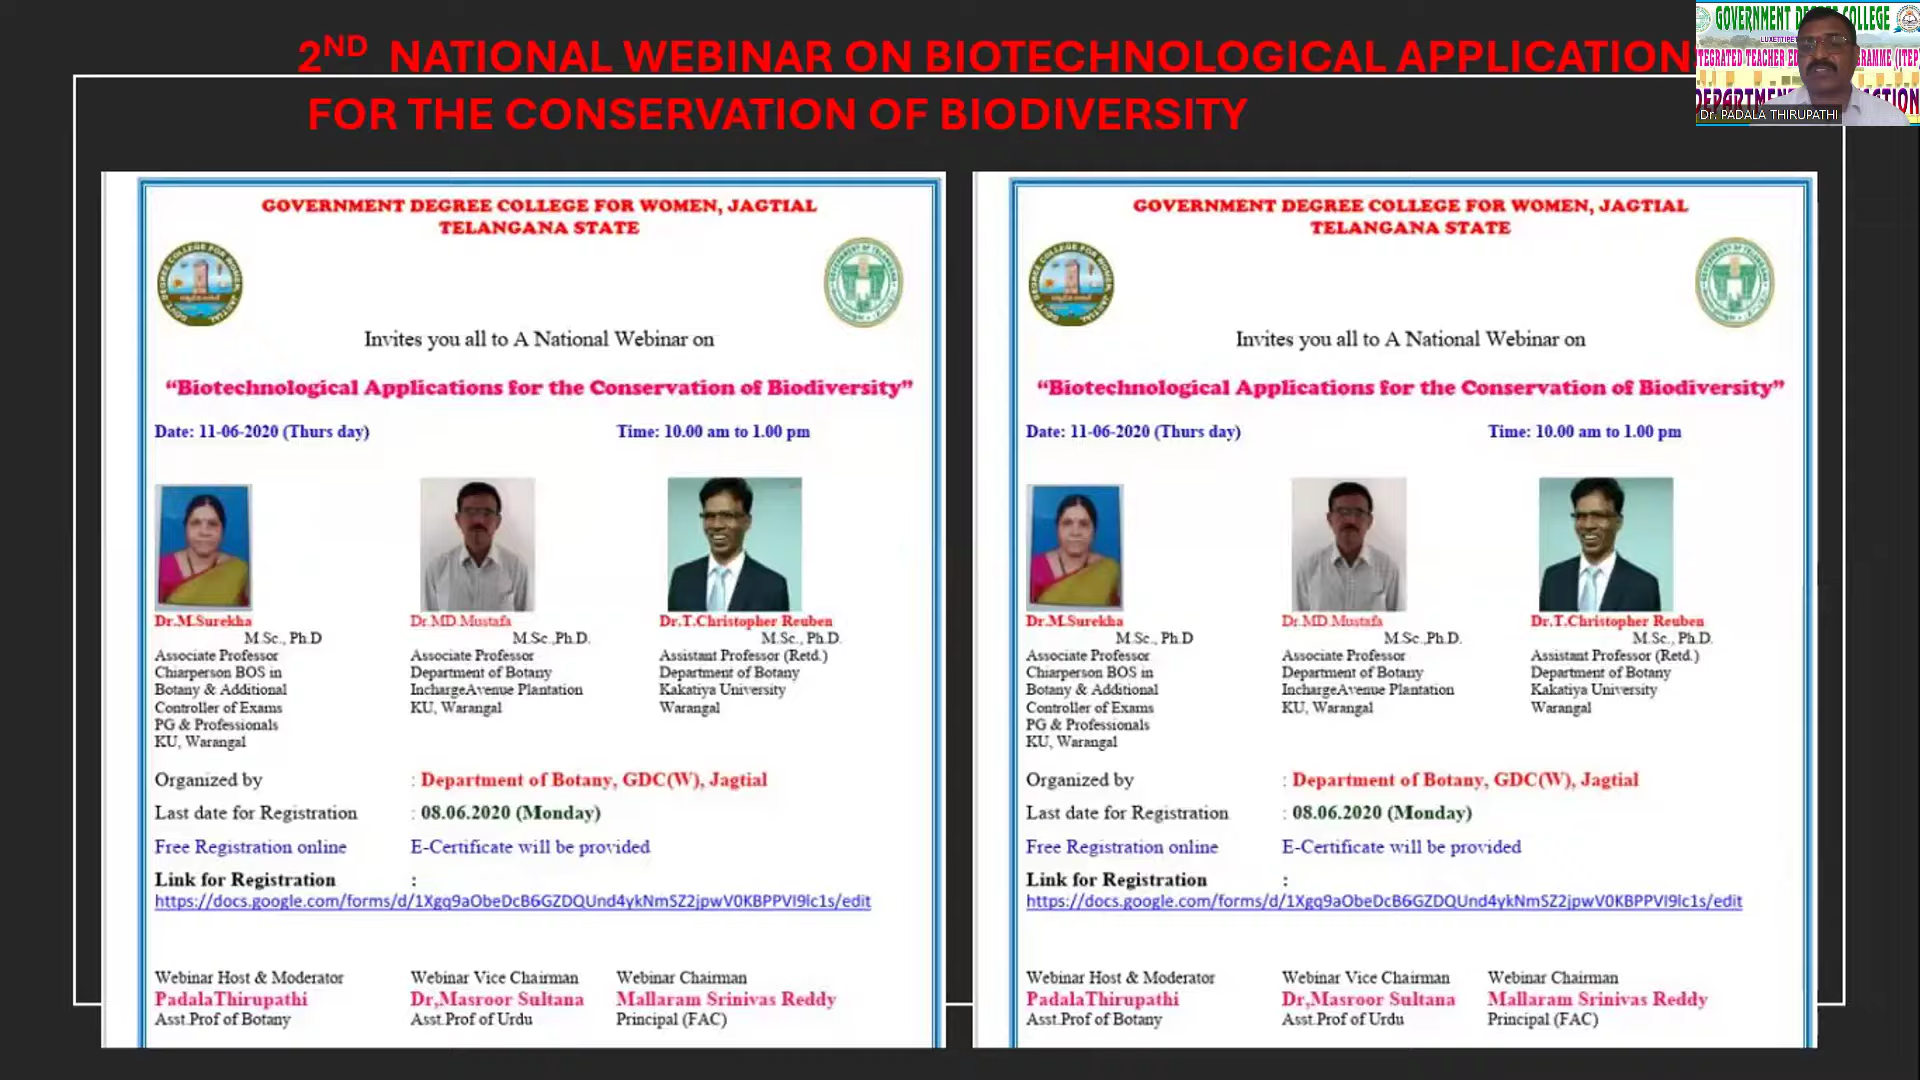 2ND NATIONAL WEBINAR ON BIOTECHNOLOGICAL APPLICATION
FOR THE CONSERVATION OF BIODIVERSITY
GOVERNMENT DEGREE COLLEGE
LUXETTIPET
INTEGRATED TEACHER
(ITEP)
Dr. PADALA THIRUPATHI
GOVERNMENT DEGREE COLLEGE FOR WOMEN, JAGTIAL
TELANGANA STATE
Invites you all to A National Webinar on
“Biotechnological Applications for the Conservation of Biodiversity”
Date: 11-06-2020 (Thurs day) Time: 10.00 am to 1.00 pm
Dr.M.Surekha Dr.MD.Mustafa Dr.T.Christopher Reuben
M.Sc., Ph.D M.Sc.,Ph.D. M.Sc., Ph.D.
Associate Professor Associate Professor Assistant Professor (Retd.)
Chiarperson BOS in Department of Botany Department of Botany
Botany & Additional InchargeAvenue Plantation Kakatiya University
Controller of Exams KU, Warangal Warangal
PG & Professionals
KU, Warangal
Organized by : Department of Botany, GDC(W), Jagtial
Last date for Registration : 08.06.2020 (Monday)
Free Registration online E-Certificate will be provided
Link for Registration :
https://docs.google.com/forms/d/1Xgq9aObeDcB6GZDQUnd4ykNmSZ2jpwV0KBPPVI9lc1s/edit
Webinar Host & Moderator Webinar Vice Chairman Webinar Chairman
PadalaThirupathi Dr,Masroor Sultana Mallaram Srinivas Reddy
Asst.Prof of Botany Asst.Prof of Urdu Principal (FAC)
GOVERNMENT DEGREE COLLEGE FOR WOMEN, JAGTIAL
TELANGANA STATE
Invites you all to A National Webinar on
“Biotechnological Applications for the Conservation of Biodiversity”
Date: 11-06-2020 (Thurs day) Time: 10.00 am to 1.00 pm
Dr.M.Surekha Dr.MD.Mustafa Dr.T.Christopher Reuben
M.Sc., Ph.D M.Sc.,Ph.D. M.Sc., Ph.D.
Associate Professor Associate Professor Assistant Professor (Retd.)
Chiarperson BOS in Department of Botany Department of Botany
Botany & Additional InchargeAvenue Plantation Kakatiya University
Controller of Exams KU, Warangal Warangal
PG & Professionals
KU, Warangal
Organized by : Department of Botany, GDC(W), Jagtial
Last date for Registration : 08.06.2020 (Monday)
Free Registration online E-Certificate will be provided
Link for Registration :
https://docs.google.com/forms/d/1Xgq9aObeDcB6GZDQUnd4ykNmSZ2jpwV0KBPPVI9lc1s/edit
Webinar Host & Moderator Webinar Vice Chairman Webinar Chairman
PadalaThirupathi Dr,Masroor Sultana Mallaram Srinivas Reddy
Asst.Prof of Botany Asst.Prof of Urdu Principal (FAC)